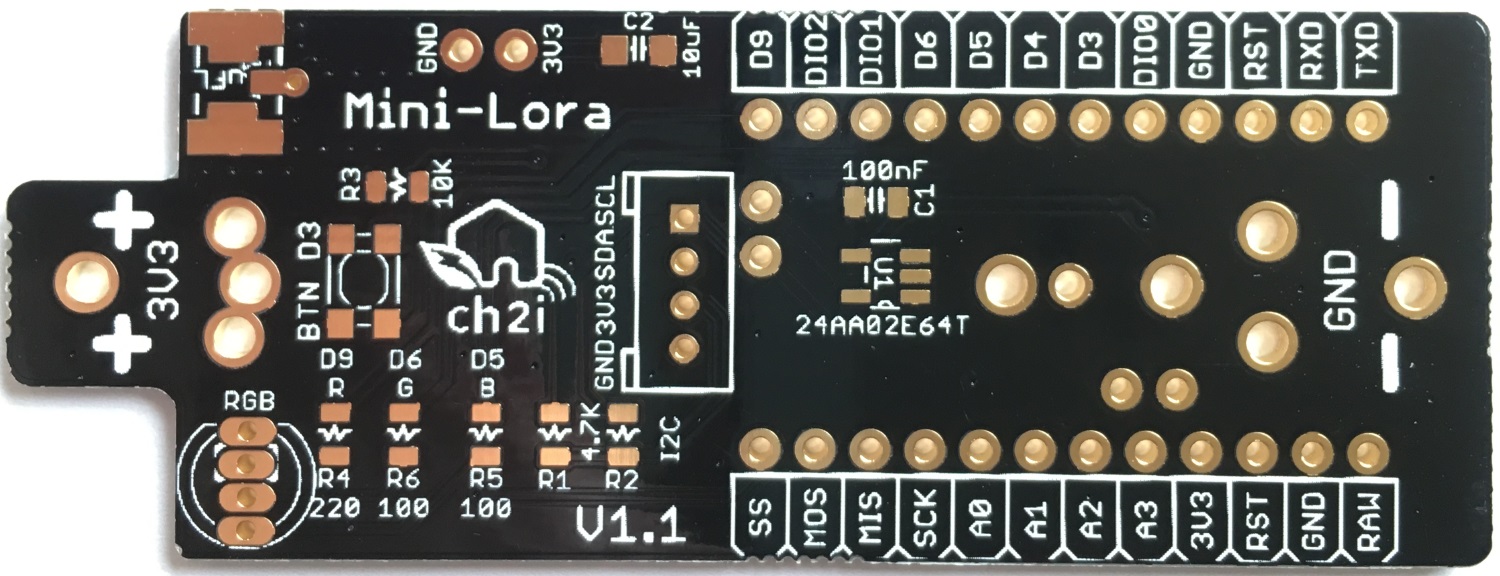 D9 DIO2 DIO1 D6 D5 D4 D3 DIO0 GND RST RXD TXD
GND
3V3
C2
10uF
uFL
Mini-Lora
R3
10K
100nF
C1
+
3V3
+
BTN D3
ch2i
GND3V3SDASCL
U1
24AA02E64T
GND
D9 D6 D5
R G B
RGB
4.7K
I2C
R4 R6 R5 R1 R2
220 100 100
V1.1
SS MOS MIS SCK A0 A1 A2 A3 3V3 RST GND RAW